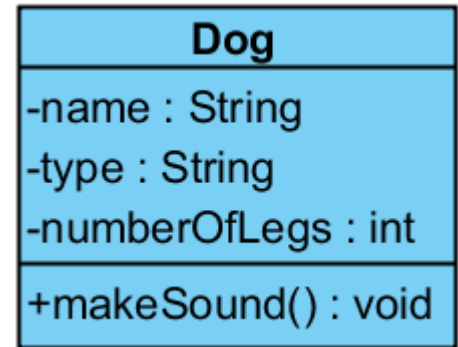 Dog
-name : String
-type : String
-numberOfLegs : int
+makeSound() : void